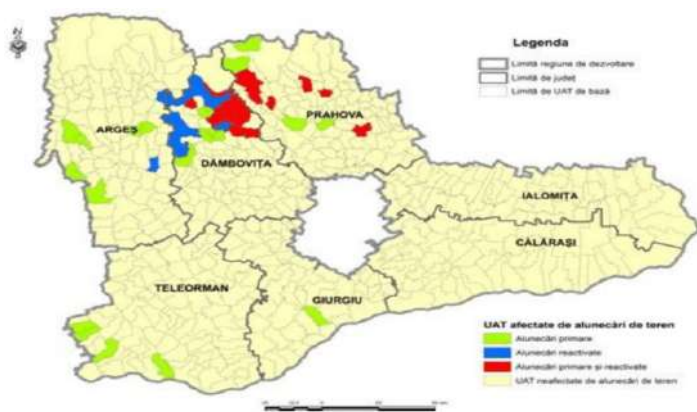 Legenda
Limită regiune de dezvoltare
Limită de județ
Limită de UAT de bază
PRAHOVA
ARGEȘ
DÂMBOVIȚA
IALOMIȚA
CĂLĂRAȘI
TELEORMAN
GIURGIU
UAT afectate de alunecări de teren
Alunecări primare
Alunecări reactivate
Alunecări primare și reactivate
UAT neafectate de alunecări de teren